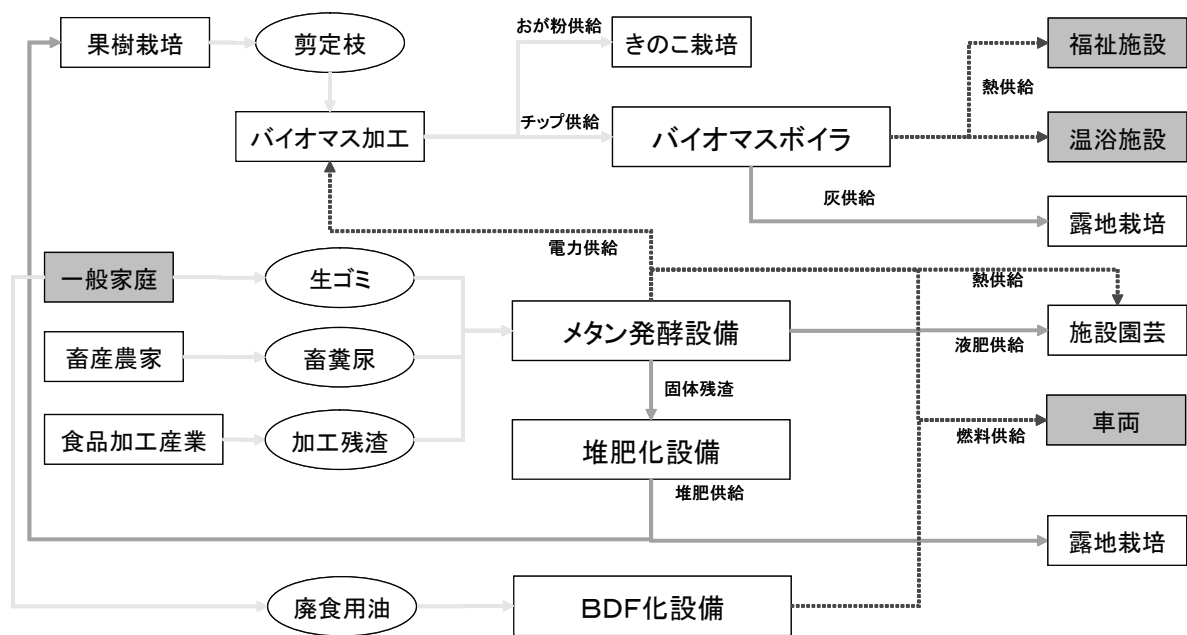 おが粉供給
果樹栽培
剪定枝
きのこ栽培
福祉施設
熱供給
チップ供給
バイオマス加工
バイオマスボイラ
温浴施設
灰供給
露地栽培
電力供給
一般家庭
生ゴミ
熱供給
メタン発酵設備
施設園芸
液肥供給
畜産農家
畜糞尿
固体残渣
車両
食品加工産業
加工残渣
燃料供給
堆肥化設備
堆肥供給
露地栽培
廃食用油
BDF化設備